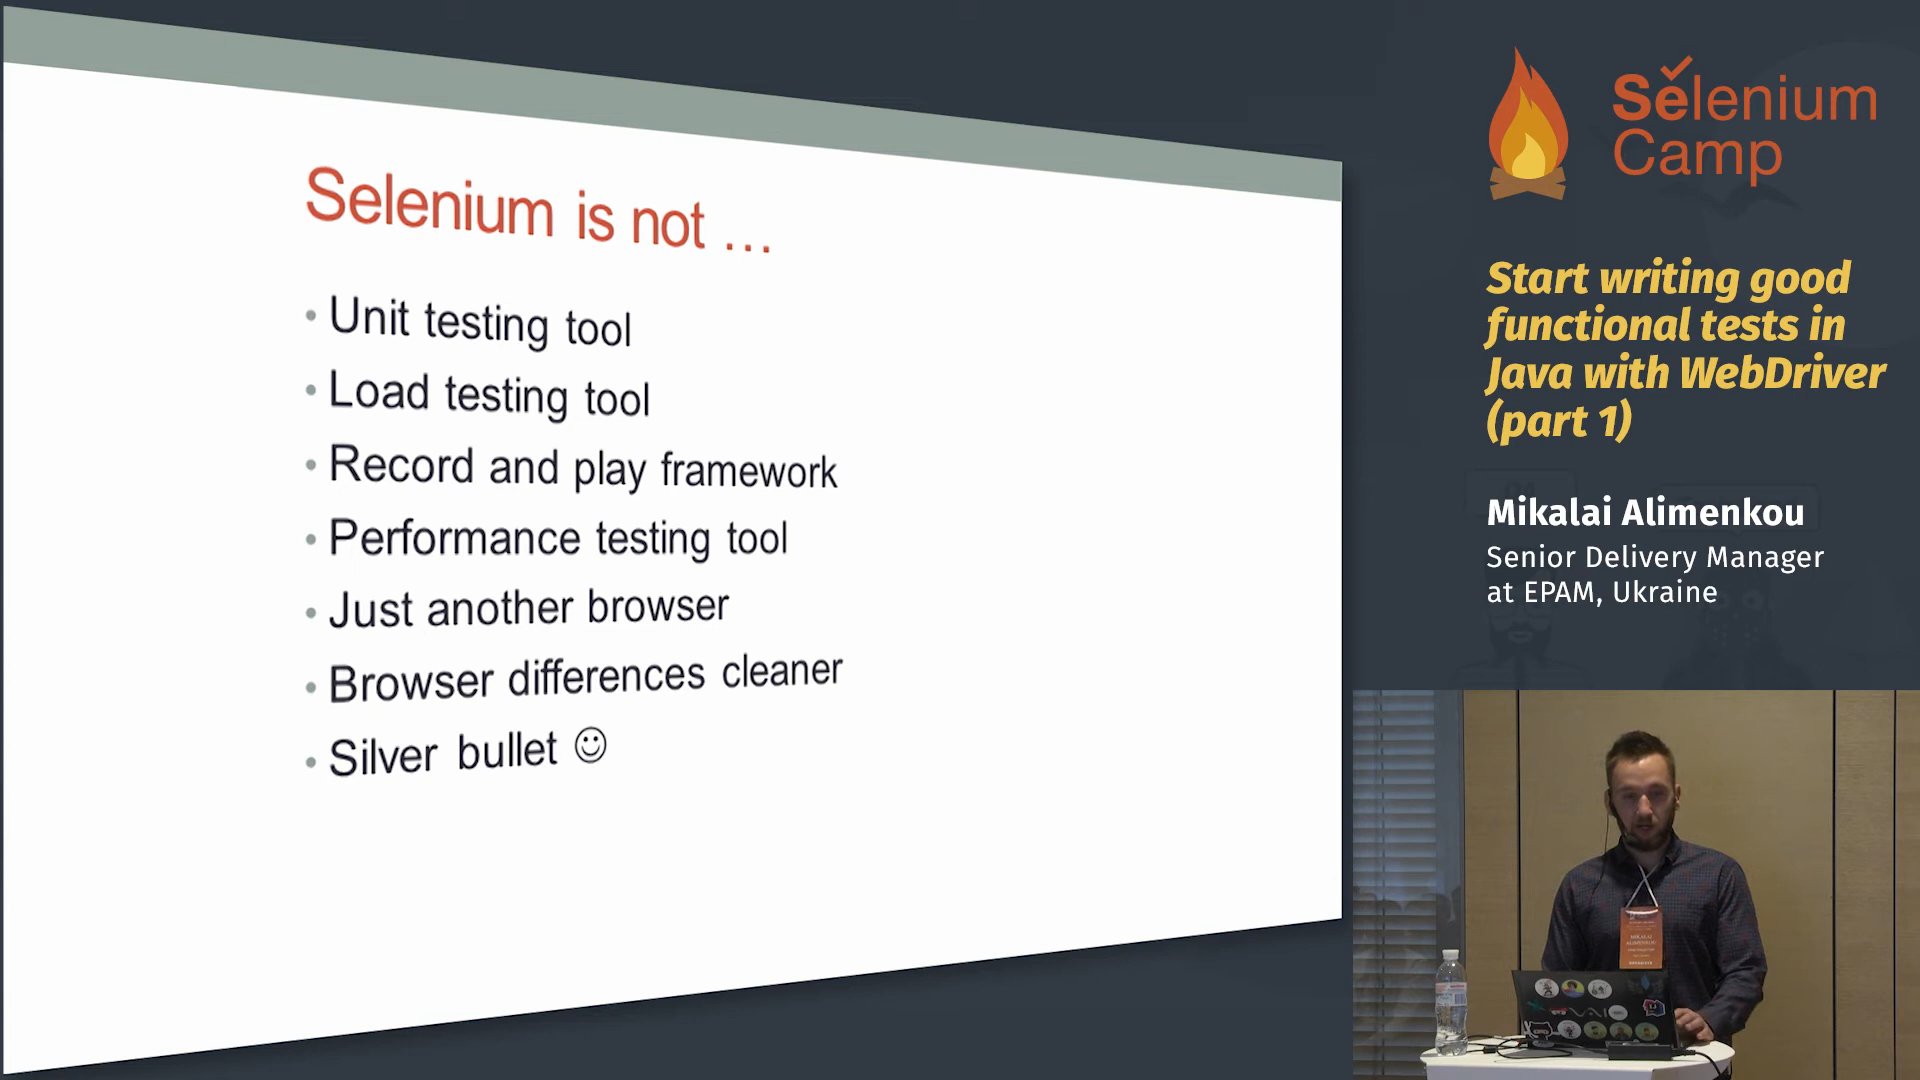 Selenium is not …
• Unit testing tool
• Load testing tool
• Record and play framework
• Performance testing tool
• Just another browser
• Browser differences cleaner
• Silver bullet ☺
Selenium
Camp
Start writing good
functional tests in
Java with WebDriver
(part 1)
Mikalai Alimenkou
Senior Delivery Manager
at EPAM, Ukraine
MIKALAI
ALIMENKOU